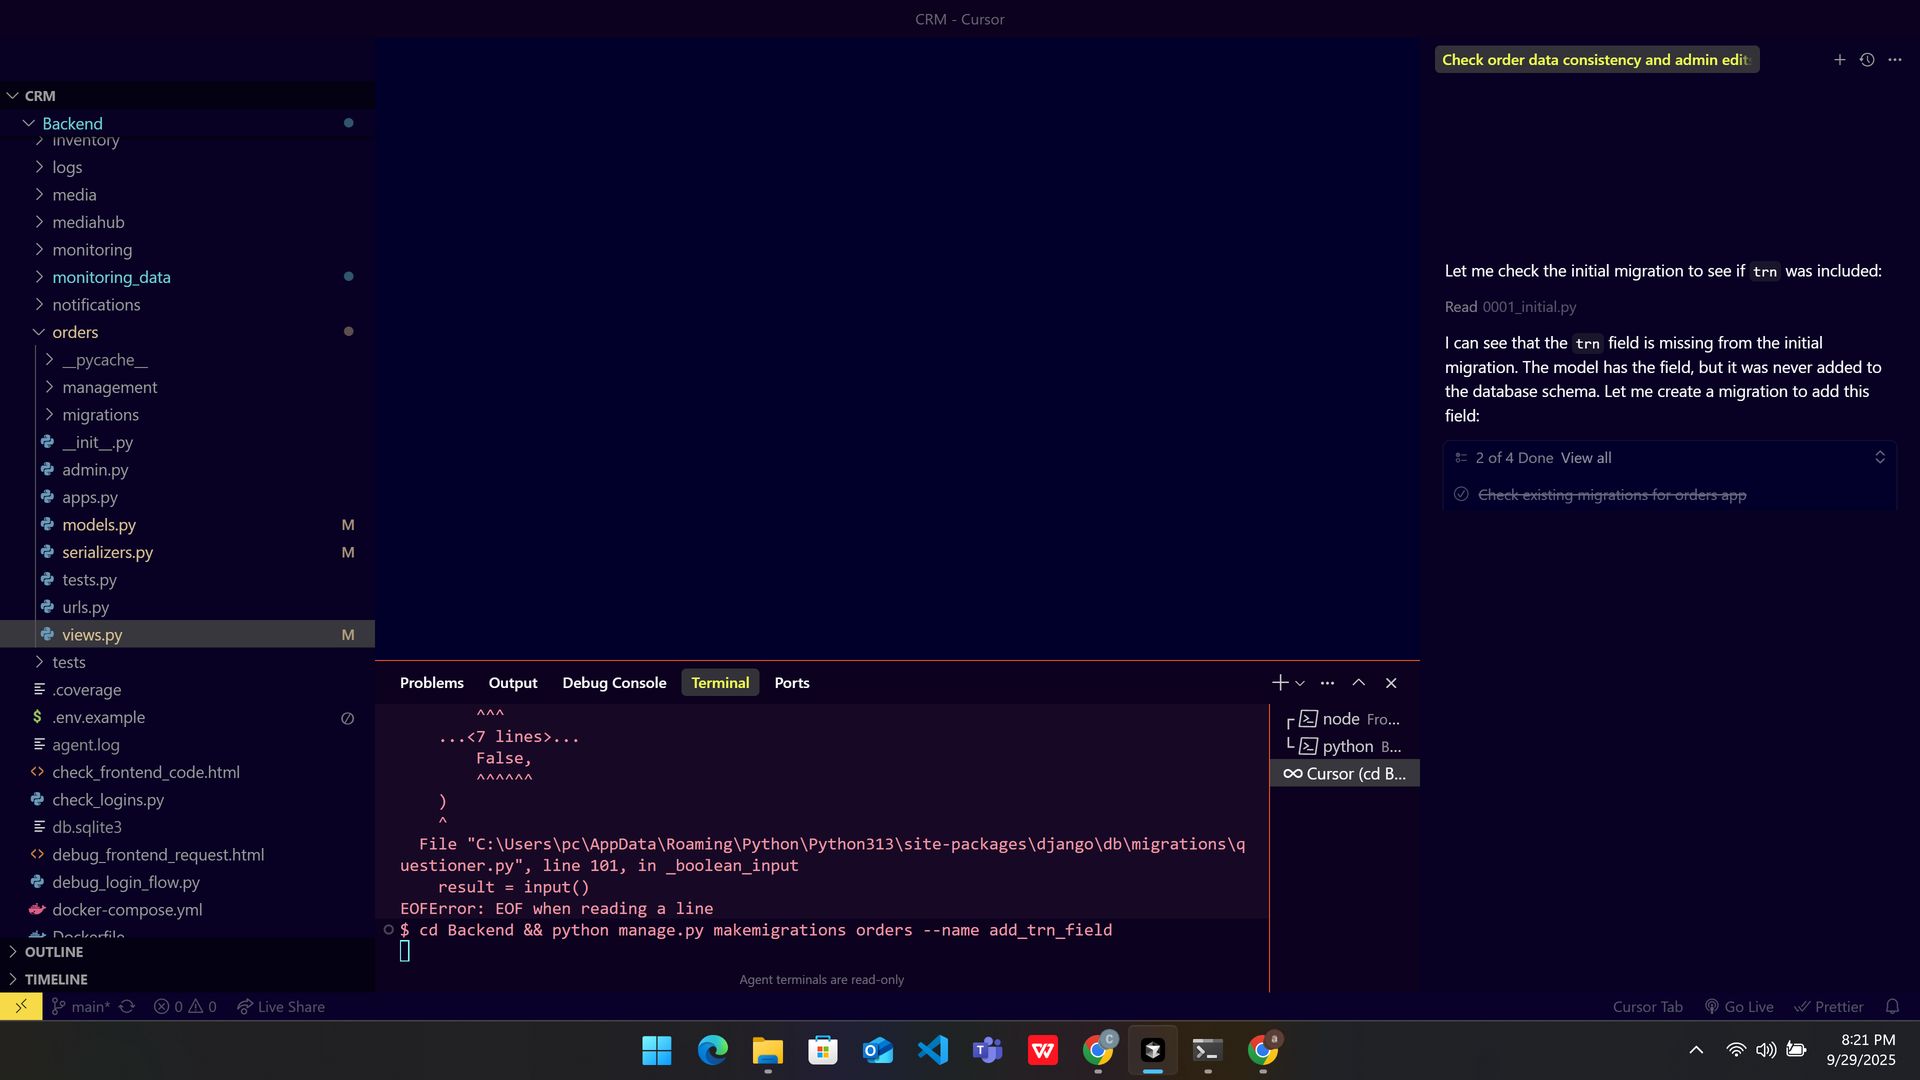 CRM - Cursor
CRM
Backend
inventory
logs
media
mediahub
monitoring
monitoring_data
notifications
orders
__pycache__
management
migrations
__init__.py
admin.py
apps.py
models.py M
serializers.py M
tests.py
urls.py
views.py M
tests
.coverage
$ .env.example
agent.log
check_frontend_code.html
check_logins.py
db.sqlite3
debug_frontend_request.html
debug_login_flow.py
docker-compose.yml
Dockerfile
OUTLINE
TIMELINE
Problems Output Debug Console Terminal Ports
^^^
...<7 lines>...
False,
^^^^^^
)
^
File "C:\Users\pc\AppData\Roaming\Python\Python313\site-packages\django\db\migrations\q
uestioner.py", line 101, in _boolean_input
result = input()
EOFError: EOF when reading a line
$ cd Backend && python manage.py makemigrations orders --name add_trn_field
Agent terminals are read-only
node Fro...
python B...
Cursor (cd B...
Check order data consistency and admin edit
Let me check the initial migration to see if trn was included:
Read 0001_initial.py
I can see that the trn field is missing from the initial
migration. The model has the field, but it was never added to
the database schema. Let me create a migration to add this
field:
2 of 4 Done View all
Check existing migrations for orders app
main* 0 0 Live Share
Cursor Tab Go Live Prettier
C
a
8:21 PM
9/29/2025